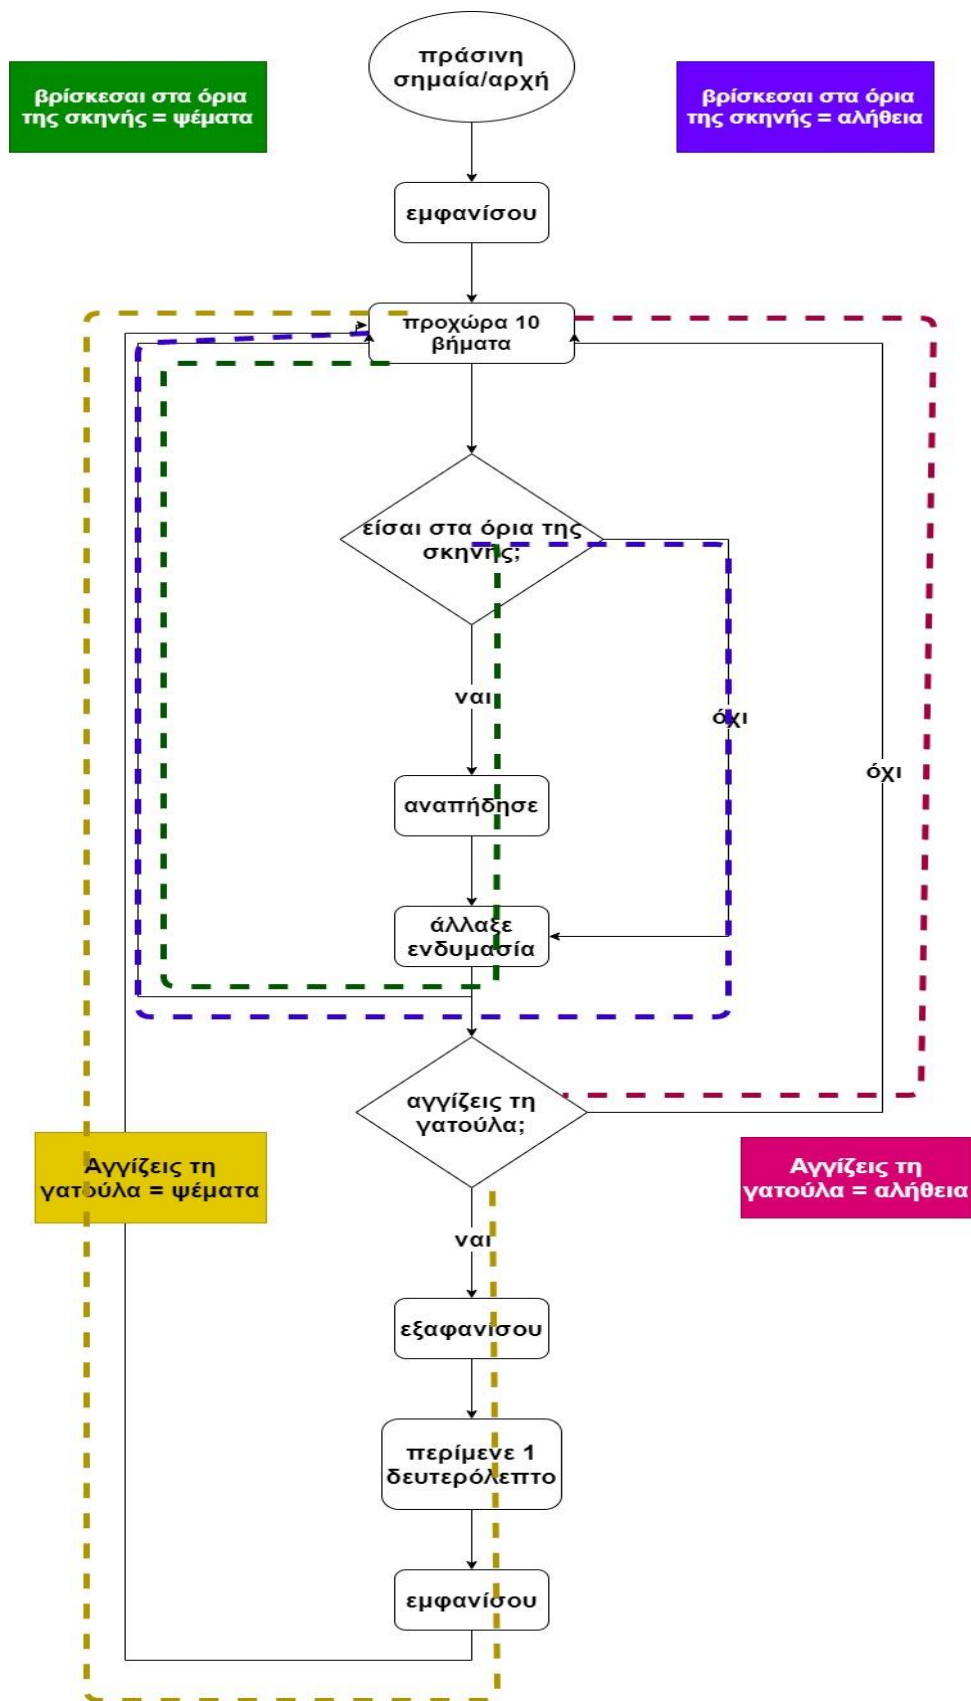 πράσινη
σημαία/αρχή
βρίσκεσαι στα όρια
της σκηνής = ψέματα
βρίσκεσαι στα όρια
της σκηνής = αλήθεια
εμφανίσου
προχώρα 10
βήματα
είσαι στα όρια της
σκηνής;
ναι
όχι
όχι
αναπήδησε
άλλαξε
ενδυμασία
αγγίζεις τη
γατούλα;
Αγγίζεις τη
γατούλα = ψέματα
Αγγίζεις τη
γατούλα = αλήθεια
ναι
εξαφανίσου
περίμενε 1
δευτερόλεπτο
εμφανίσου